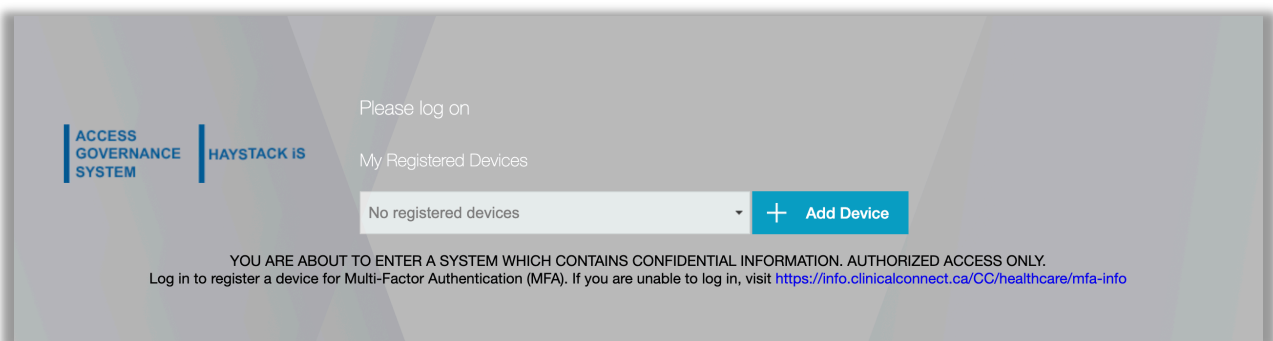 ACCESS
GOVERNANCE
SYSTEM
HAYSTACK iS
Please log on
My Registered Devices
No registered devices
Add Device
YOU ARE ABOUT TO ENTER A SYSTEM WHICH CONTAINS CONFIDENTIAL INFORMATION. AUTHORIZED ACCESS ONLY.
Log in to register a device for Multi-Factor Authentication (MFA). If you are unable to log in, visit https://info.clinicalconnect.ca/CC/healthcare/mfa-info